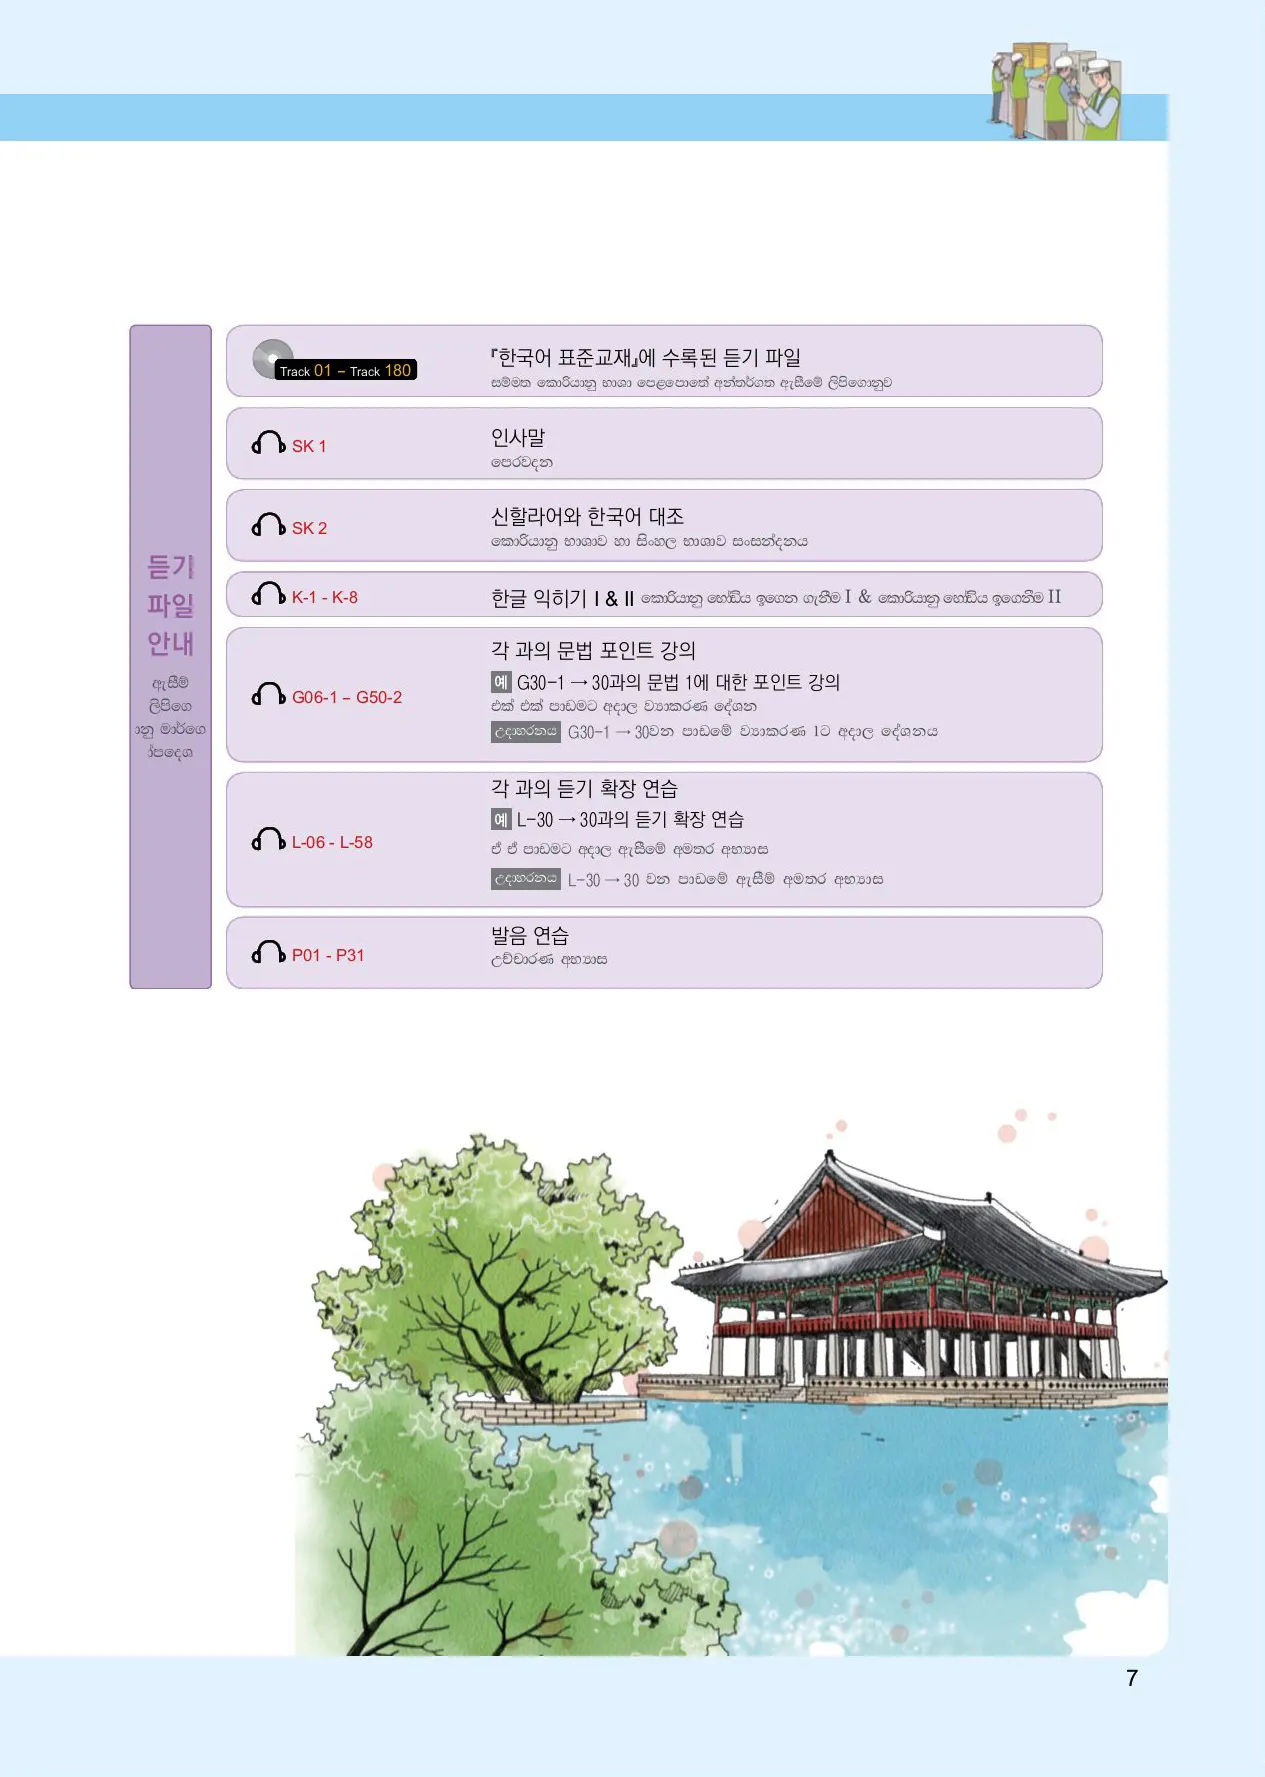 듣기
파일
안내
ඇසීම්
ලිපිගෙ
ානු මාර්ගෙ
ෝපදෙශ
Track 01 – Track 180
『한국어 표준교재』에 수록된 듣기 파일
සම්මත කොරියානු භාශා පෙළපොතේ අන්තර්ගත ඇසීමේ ලිපිගොනුව
SK 1
인사말
පෙරවදන
SK 2
신할라어와 한국어 대조
කොරියානු භාශාව හා සිංහල භාශාව සංසන්දනය
K-1 - K-8
한글 익히기 I & II කොරියානු හෝඩිය ඉගෙන ගැනීම I & කොරියානු හෝඩිය ඉගෙනීම II
G06-1 – G50-2
각 과의 문법 포인트 강의
예 G30-1 → 30과의 문법 1에 대한 포인트 강의
එක් එක් පාඩමට අදාල ව්‍යාකරණ දේශන
උදාහරනය G30-1 → 30වන පාඩමේ ව්‍යාකරණ 1ට අදාල දේශනය
L-06 - L-58
각 과의 듣기 확장 연습
예 L-30 → 30과의 듣기 확장 연습
ඒ ඒ පාඩමට අදාල ඇසීමේ අමතර අභ්‍යාස
උදාහරනය L-30 → 30 වන පාඩමේ ඇසීම් අමතර අභ්‍යාස
P01 - P31
발음 연습
උච්චාරණ අභ්‍යාස
7